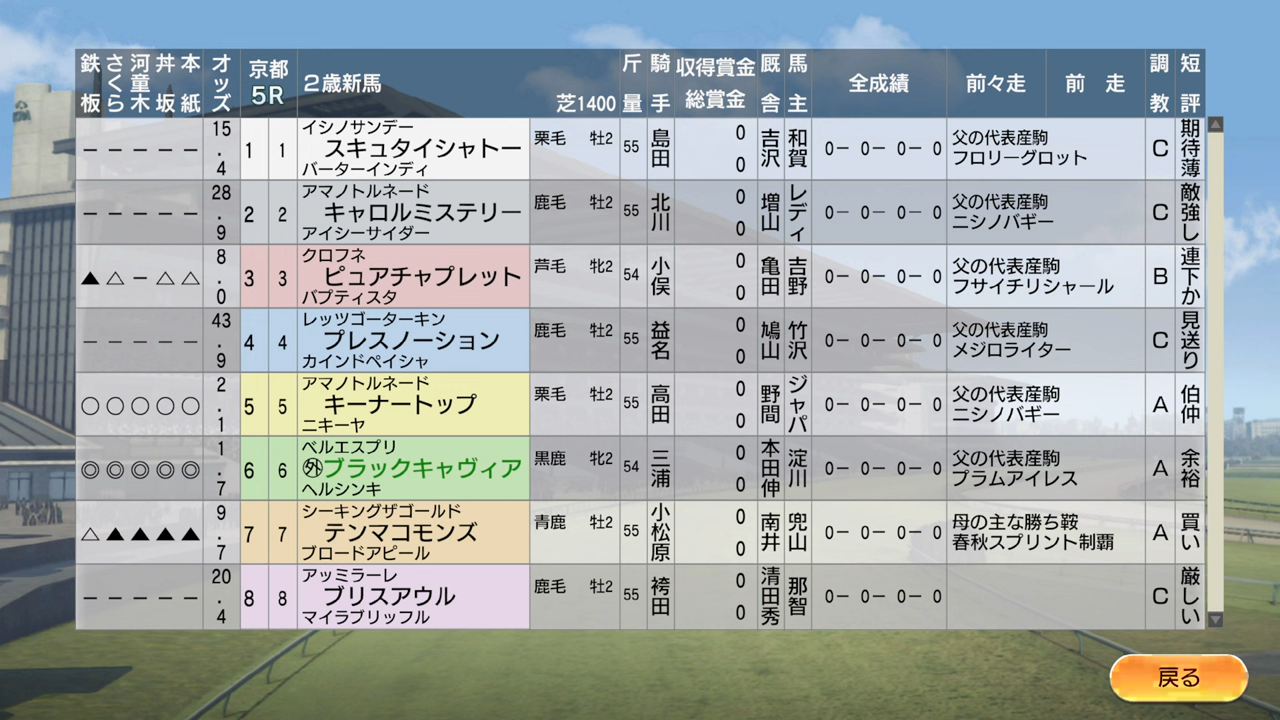 鉄板 さくら 河童木 丼坂 本紙 オッズ 京都5R 2歳新馬 芝1400 斤量 騎手 収得賞金 総賞金 厩舎 馬主 全成績 前々走 前走 調教 短評
－ － － － － 15.4 1 1 イシノサンデー
スキュタイシャトー
バーターインディ
栗毛 牡2 55 島田 0 0 吉沢 和賀 0－ 0－ 0－ 0 父の代表産駒
フロリーグロット
C 期待薄
－ － － － － 28.9 2 2 アマノトルネード
キャロルミステリー
アイシーサイダー
鹿毛 牡2 55 北川 0 0 増山 レディ 0－ 0－ 0－ 0 父の代表産駒
ニシノバギー
C 敵強し
▲ △ － △ △ 8.0 3 3 クロフネ
ピュアチャプレット
バプティスタ
芦毛 牝2 54 小俣 0 0 亀田 吉野 0－ 0－ 0－ 0 父の代表産駒
フサイチリシャール
B 連下か
－ － － － － 43.9 4 4 レッツゴーターキン
プレスノーション
カインドペイシャ
鹿毛 牡2 55 益名 0 0 鳩山 竹沢 0－ 0－ 0－ 0 父の代表産駒
メジロライター
C 見送り
○ ○ ○ ○ ○ 2.1 5 5 アマノトルネード
キーナートップ
ニキーヤ
栗毛 牡2 55 高田 0 0 野間 ジャパ 0－ 0－ 0－ 0 父の代表産駒
ニシノバギー
A 伯仲
◎ ◎ ◎ ◎ ◎ 1.7 6 6 ベルエスプリ
外ブラックキャヴィア
ヘルシンキ
黒鹿 牝2 54 三浦 0 0 本田伸 淀川 0－ 0－ 0－ 0 父の代表産駒
プラムアイレス
A 余裕
△ ▲ ▲ ▲ ▲ 9.7 7 7 シーキングザゴールド
テンマコモンズ
ブロードアピール
青鹿 牡2 55 小松原 0 0 南井 兜山 0－ 0－ 0－ 0 母の主な勝ち鞍
春秋スプリント制覇
A 買い
－ － － － － 20.4 8 8 アッミラーレ
ブリスアウル
マイラブリッフル
鹿毛 牡2 55 袴田 0 0 清田秀 那智 0－ 0－ 0－ 0 C 厳しい
戻る